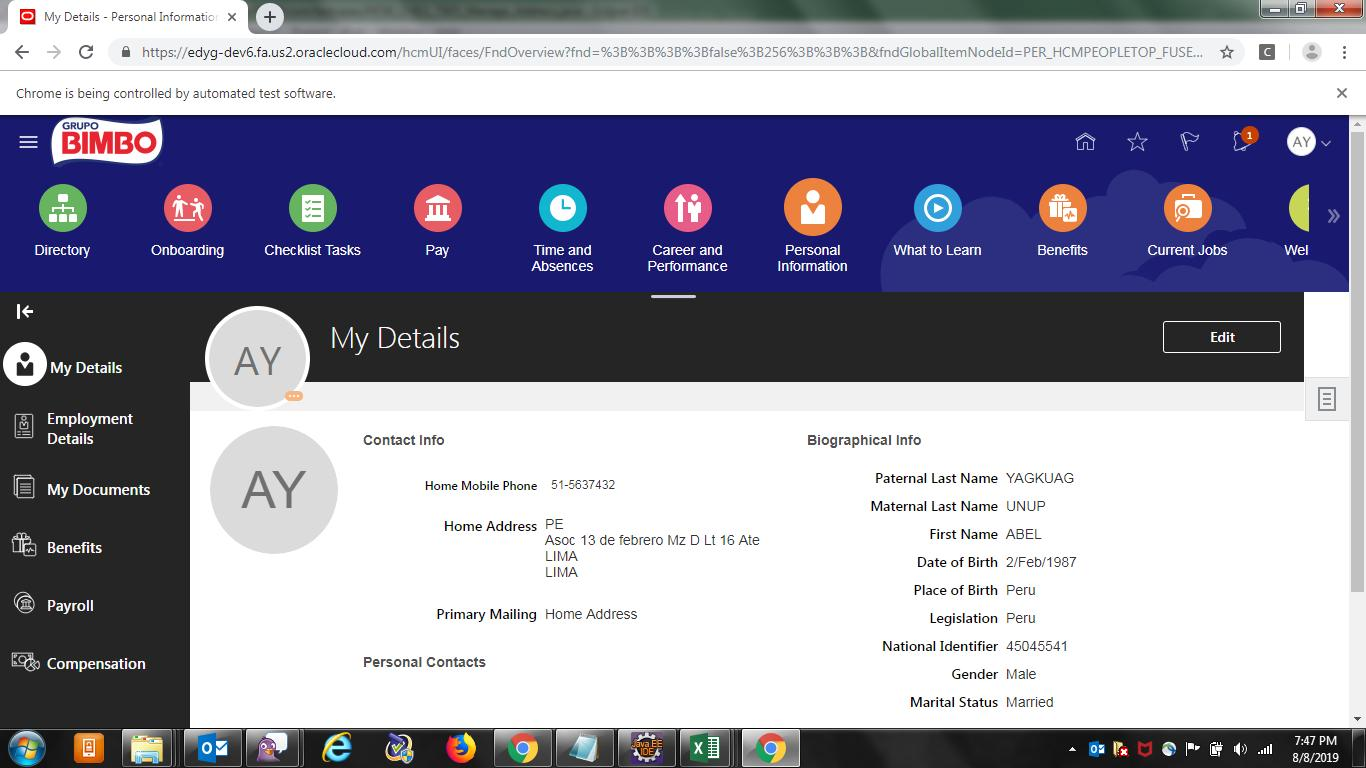 My Details - Personal Information
https://edyg-dev6.fa.us2.oraclecloud.com/hcmUI/faces/FndOverview?fnd=%3B%3B%3B%3Bfalse%3B256%3B%3B%3B&fndGlobalItemNodeId=PER_HCMPEOPLETOP_FUSE...
C
Chrome is being controlled by automated test software.
GRUPO
BIMBO
1
AY
Directory
Onboarding
Checklist Tasks
Pay
Time and
Absences
Career and
Performance
Personal
Information
What to Learn
Benefits
Current Jobs
Wel
My Details
Employment
Details
My Documents
Benefits
Payroll
Compensation
AY
My Details
Edit
AY
Contact Info
Home Mobile Phone 51-5637432
Home Address PE
Asoc 13 de febrero Mz D Lt 16 Ate
LIMA
LIMA
Primary Mailing Home Address
Personal Contacts
Biographical Info
Paternal Last Name YAGKUAG
Maternal Last Name UNUP
First Name ABEL
Date of Birth 2/Feb/1987
Place of Birth Peru
Legislation Peru
National Identifier 45045541
Gender Male
Marital Status Married
Java EE
IDE
7:47 PM
8/8/2019